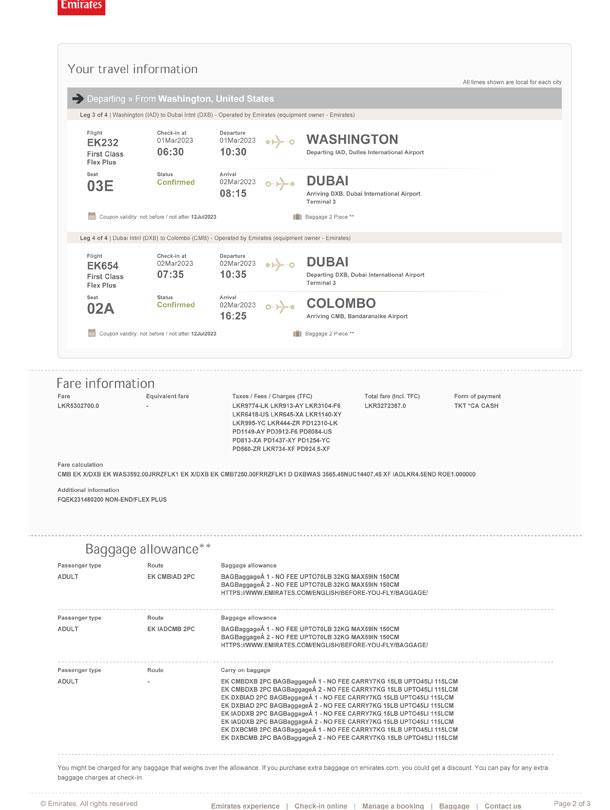 Emirates
Your travel information
All times shown are local for each city
Departing » From Washington, United States
Leg 3 of 4 | Washington (IAD) to Dubai Intnl (DXB) - Operated by Emirates (equipment owner - Emirates)
Flight Check-in at Departure
EK232 01Mar2023 01Mar2023 WASHINGTON
First Class 06:30 10:30 Departing IAD, Dulles International Airport
Flex Plus
Seat Status Arrival DUBAI
03E Confirmed 02Mar2023
08:15 Arriving DXB, Dubai International Airport
Terminal 3
Coupon validity: not before / not after 12Jul2023 Baggage 2 Piece **
Leg 4 of 4 | Dubai Intnl (DXB) to Colombo (CMB) - Operated by Emirates (equipment owner - Emirates)
Flight Check-in at Departure
EK654 02Mar2023 02Mar2023 DUBAI
First Class 07:35 10:35 Departing DXB, Dubai International Airport
Flex Plus Terminal 3
Seat Status Arrival COLOMBO
02A Confirmed 02Mar2023
16:25 Arriving CMB, Bandaranaike Airport
Coupon validity: not before / not after 12Jul2023 Baggage 2 Piece **
Fare information
Fare Equivalent fare Taxes / Fees / Charges (TFC) Total fare (incl. TFC) Form of payment
LKR5302700.0 - LKR9774-LK LKR913-AY LKR3104-F6 LKR3272367.0 TKT *CA CASH
LKR6418-US LKR645-XA LKR1140-XY
LKR995-YC LKR444-ZR PD12310-LK
PD1149-AY PD3912-F6 PD8084-US
PD813-XA PD1437-XY PD1254-YC
PD560-ZR LKR734-XF PD924.5-XF
Fare calculation
CMB EK X/DXB EK WAS3592.00JRRZFLK1 EK X/DXB EK CMB7250.00FRRZFLK1 D DXBWAS 3565.45NUC14407.45 XF IADLKR4.5END ROE1.000000
Additional information
FQEK231480200 NON-END/FLEX PLUS
Baggage allowance**
Passenger type Route Baggage allowance
ADULT EK CMBIAD 2PC BAGBaggageÂ 1 - NO FEE UPTO70LB 32KG MAX59IN 150CM
BAGBaggageÂ 2 - NO FEE UPTO70LB 32KG MAX59IN 150CM
HTTPS://WWW.EMIRATES.COM/ENGLISH/BEFORE-YOU-FLY/BAGGAGE/
Passenger type Route Baggage allowance
ADULT EK IADCMB 2PC BAGBaggageÂ 1 - NO FEE UPTO70LB 32KG MAX59IN 150CM
BAGBaggageÂ 2 - NO FEE UPTO70LB 32KG MAX59IN 150CM
HTTPS://WWW.EMIRATES.COM/ENGLISH/BEFORE-YOU-FLY/BAGGAGE/
Passenger type Route Carry on baggage
ADULT - EK CMBDXB 2PC BAGBaggageÂ 1 - NO FEE CARRY7KG 15LB UPTO45LI 115LCM
EK CMBDXB 2PC BAGBaggageÂ 2 - NO FEE CARRY7KG 15LB UPTO45LI 115LCM
EK DXBIAD 2PC BAGBaggageÂ 1 - NO FEE CARRY7KG 15LB UPTO45LI 115LCM
EK DXBIAD 2PC BAGBaggageÂ 2 - NO FEE CARRY7KG 15LB UPTO45LI 115LCM
EK IADDXB 2PC BAGBaggageÂ 1 - NO FEE CARRY7KG 15LB UPTO45LI 115LCM
EK IADDXB 2PC BAGBaggageÂ 2 - NO FEE CARRY7KG 15LB UPTO45LI 115LCM
EK DXBCMB 2PC BAGBaggageÂ 1 - NO FEE CARRY7KG 15LB UPTO45LI 115LCM
EK DXBCMB 2PC BAGBaggageÂ 2 - NO FEE CARRY7KG 15LB UPTO45LI 115LCM
You might be charged for any baggage that weighs over the allowance. If you purchase extra baggage on emirates.com, you could get a discount. You can pay for any extra
baggage charges at check-in.
© Emirates. All rights reserved Emirates experience | Check-in online | Manage a booking | Baggage | Contact us Page 2 of 3